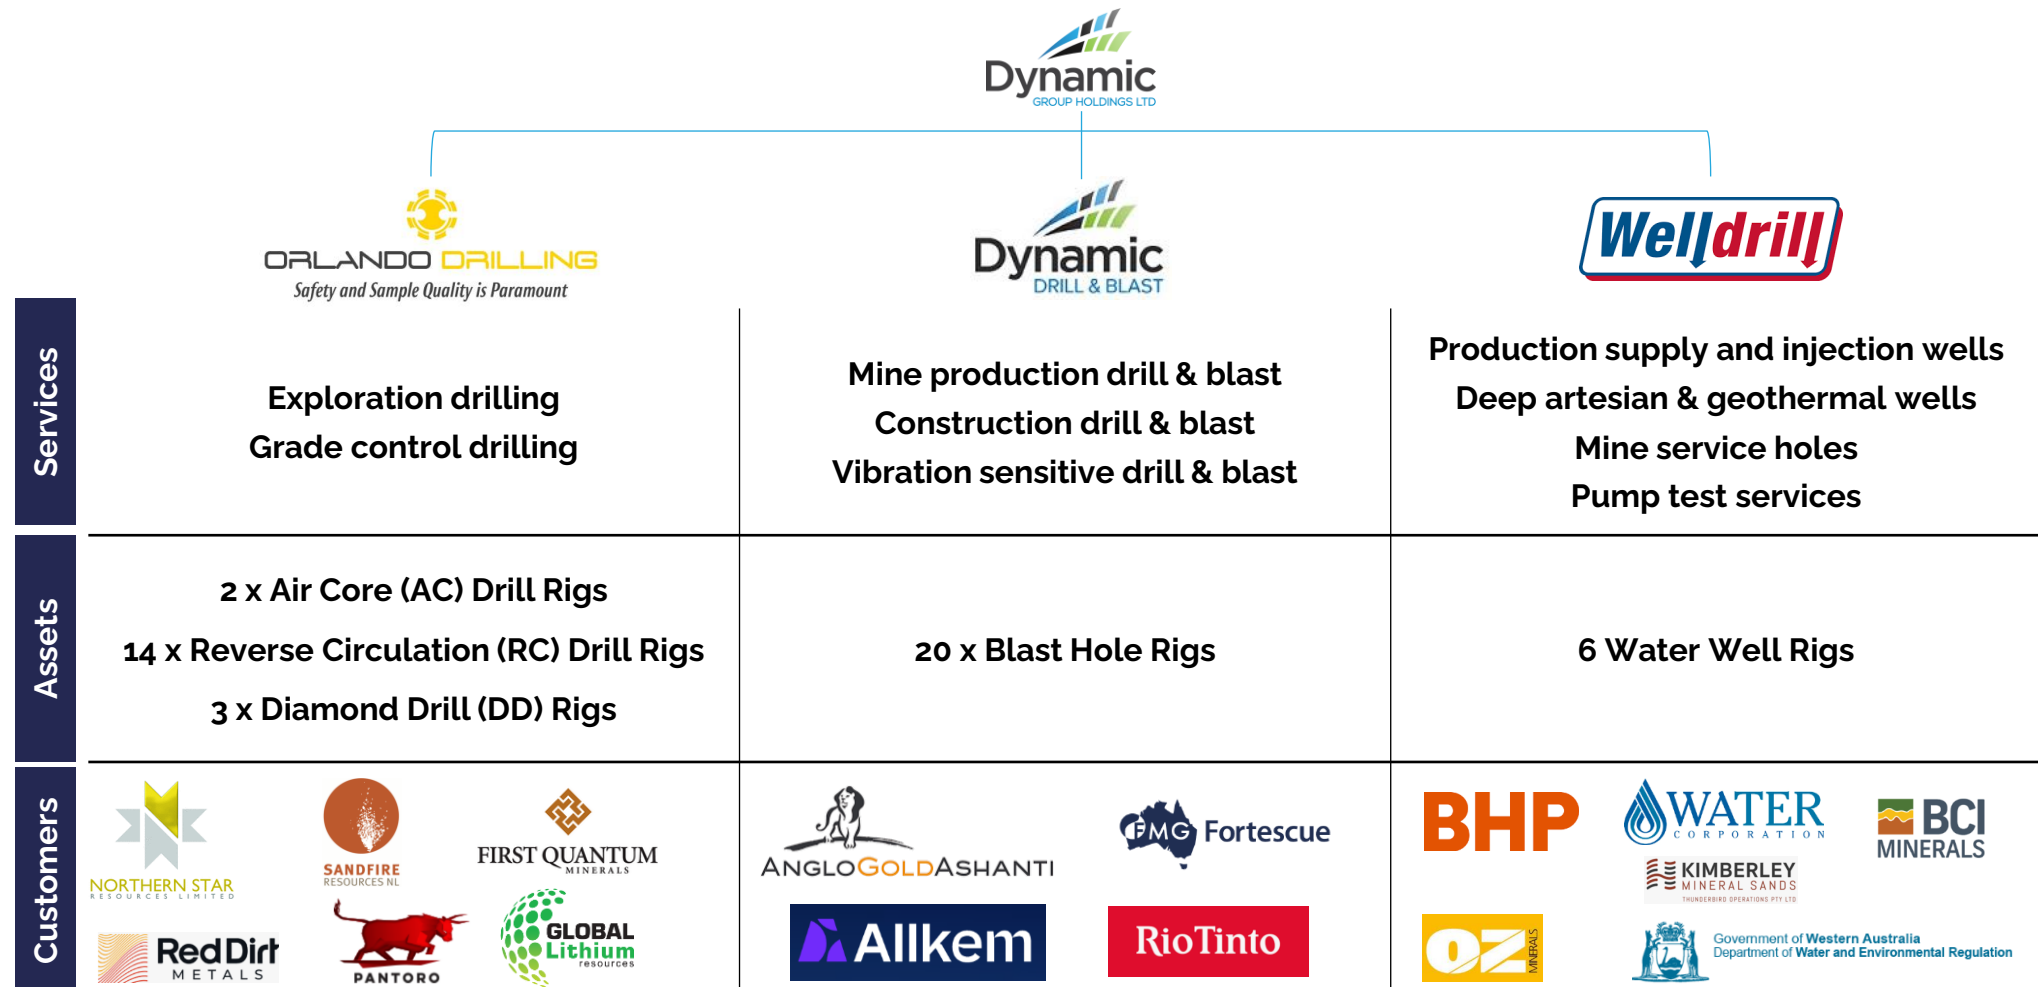 Dynamic
GROUP HOLDINGS LTD
ORLANDO DRILLING
Safety and Sample Quality is Paramount
Dynamic
DRILL & BLAST
Welldrill
Services
Exploration drilling
Grade control drilling
Mine production drill & blast
Construction drill & blast
Vibration sensitive drill & blast
Production supply and injection wells
Deep artesian & geothermal wells
Mine service holes
Pump test services
Assets
2 x Air Core (AC) Drill Rigs
14 x Reverse Circulation (RC) Drill Rigs
3 x Diamond Drill (DD) Rigs
20 x Blast Hole Rigs
6 Water Well Rigs
Customers
NORTHERN STAR
RESOURCES LIMITED
SANDFIRE
RESOURCES NL
FIRST QUANTUM
MINERALS
Red Dirt
METALS
PANTORO
GLOBAL
Lithium
resources
ANGLOGOLDASHANTI
FMG Fortescue
Allkem
RioTinto
BHP
WATER
CORPORATION
BCI
MINERALS
KIMBERLEY
MINERAL SANDS
THUNDERBIRD OPERATIONS PTY LTD
OZ MINERALS
Government of Western Australia
Department of Water and Environmental Regulation